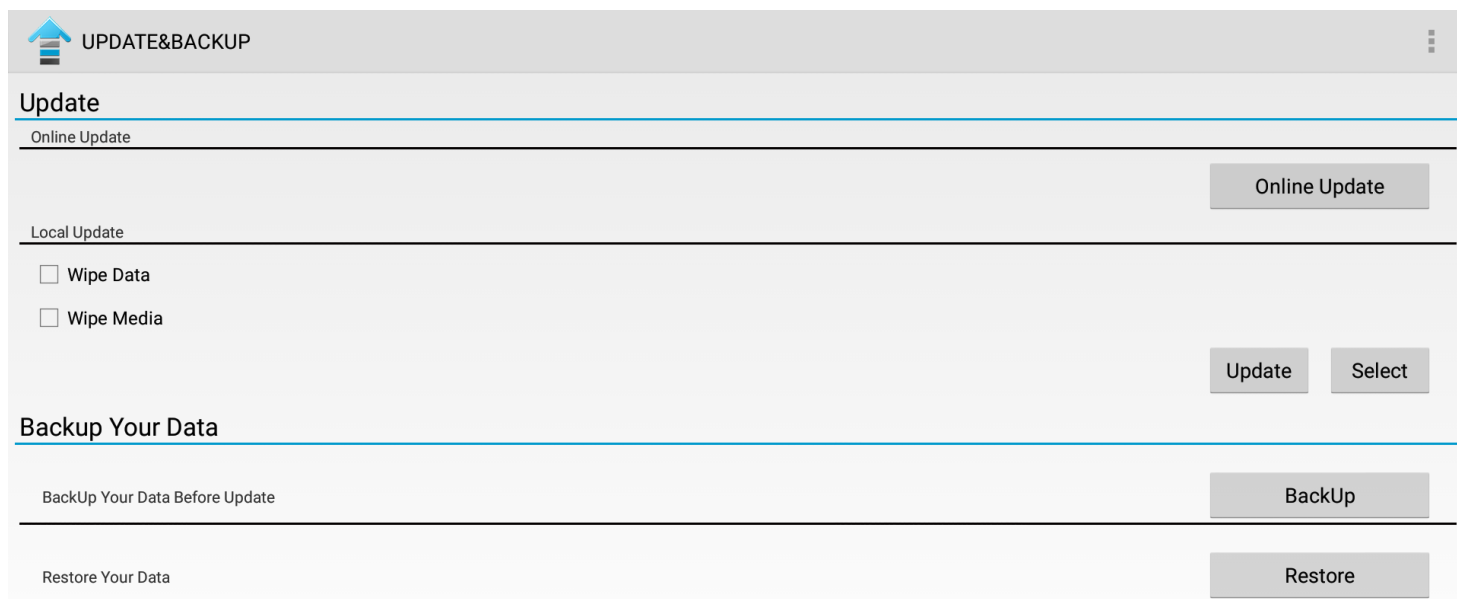 UPDATE&BACKUP
Update
Online Update
Online Update
Local Update
Wipe Data
Wipe Media
Update Select
Backup Your Data
BackUp Your Data Before Update BackUp
Restore Your Data Restore